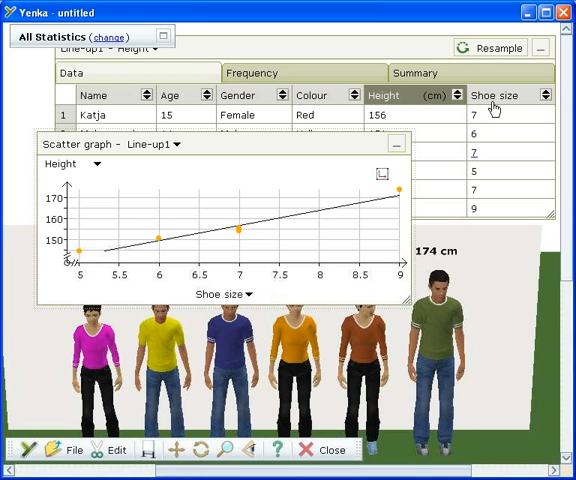 Yenka - untitled
All Statistics (change)
Line-up1 - Height
Resample
Data Frequency Summary
Name Age Gender Colour Height (cm) Shoe size
1 Katja 15 Female Red 156 7
6
7
5
7
9
Scatter graph - Line-up1
Height
170
160
150
0
5 5.5 6 6.5 7 7.5 8 8.5 9
Shoe size
174 cm
File Edit ? Close